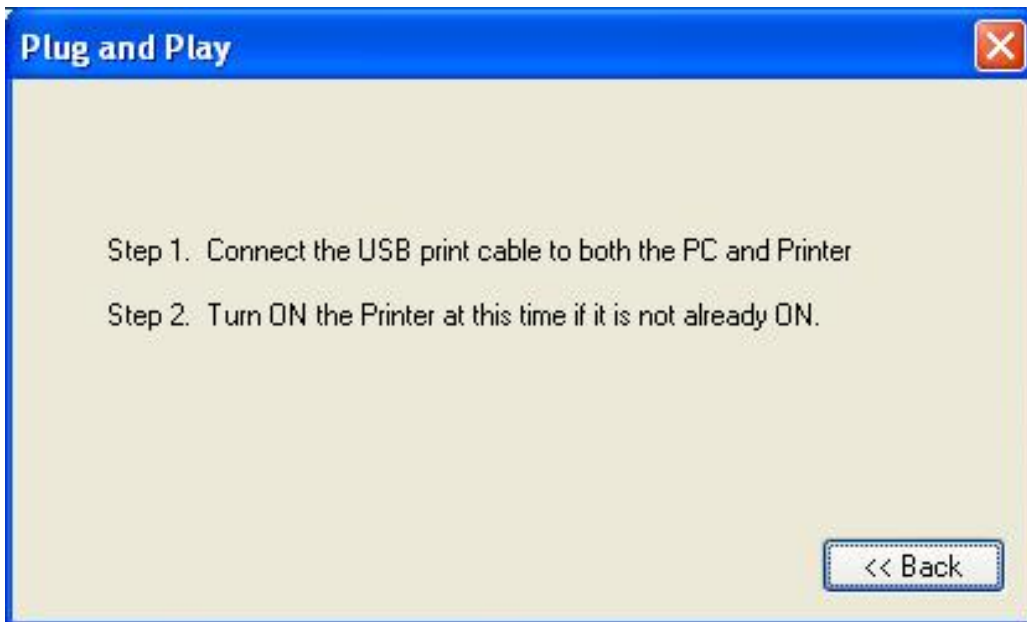 Plug and Play
Step 1. Connect the USB print cable to both the PC and Printer
Step 2. Turn ON the Printer at this time if it is not already ON.
<< Back